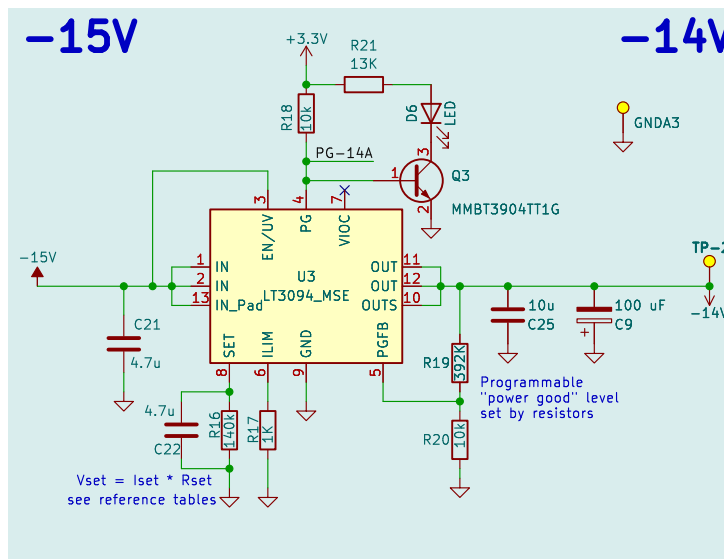 -15V
-14V
+3.3V
R21
13K
R18
10k
D6
LED
GNDA3
PG-14A
3
1
Q3
2
MMBT3904TT1G
3
4
7
EN/UV
PG
VIOC
-15V
TP-2
1
IN
2
IN
13
IN_Pad
U3
LT3094_MSE
OUT
11
OUT
12
OUTS
10
-14V
10u
C25
100 uF
C9
+
C21
4.7u
SET
ILIM
GND
PGFB
8
6
9
5
R19
392K
Programmable
"power good" level
set by resistors
4.7u
C22
R16
140k
R17
1K
R20
10k
Vset = Iset * Rset
see reference tables